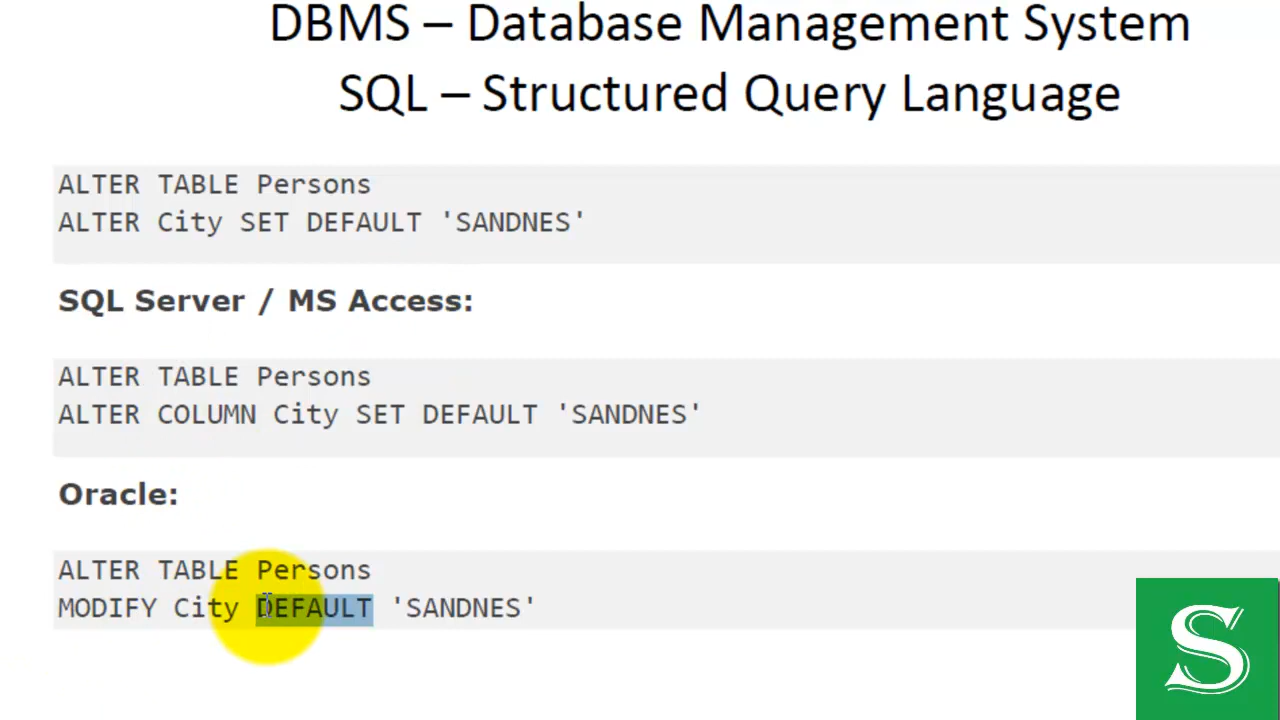 DBMS – Database Management System
SQL – Structured Query Language
ALTER TABLE Persons
ALTER City SET DEFAULT 'SANDNES'
SQL Server / MS Access:
ALTER TABLE Persons
ALTER COLUMN City SET DEFAULT 'SANDNES'
Oracle:
ALTER TABLE Persons
MODIFY City DEFAULT 'SANDNES'
S